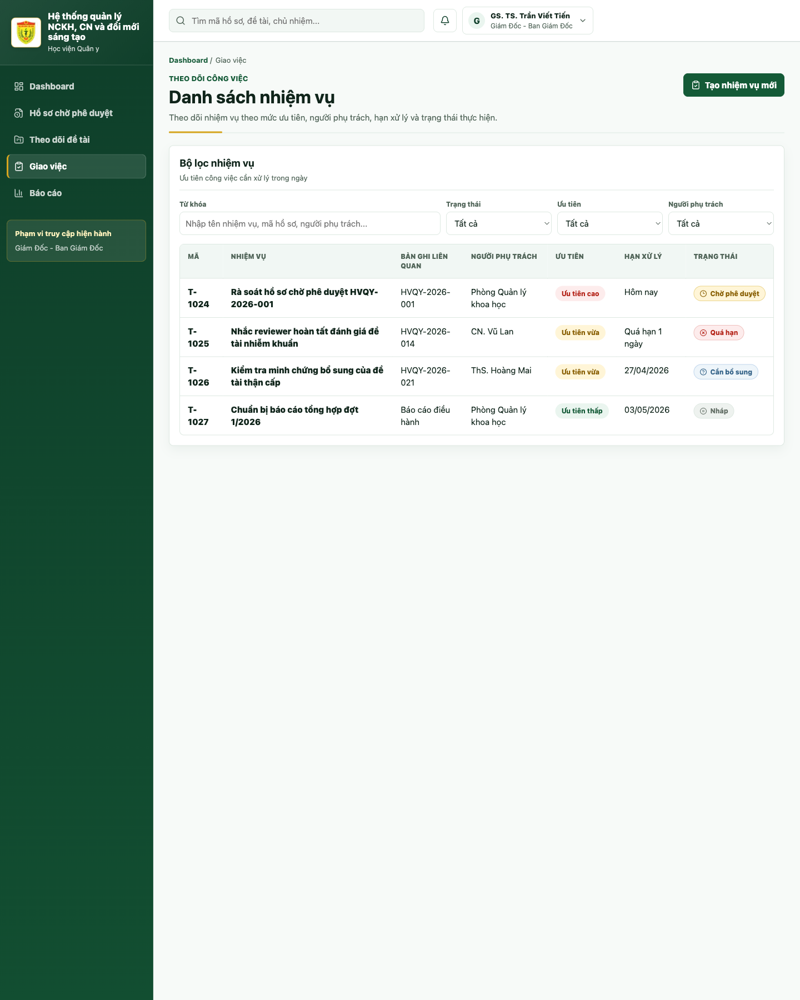 Hệ thống quản lý
NCKH, CN và đổi mới
sáng tạo
Học viện Quân y
Dashboard
Hồ sơ chờ phê duyệt
Theo dõi đề tài
Giao việc
Báo cáo
Phạm vi truy cập hiện hành
Giám Đốc - Ban Giám Đốc
Tìm mã hồ sơ, đề tài, chủ nhiệm...
G
GS. TS. Trần Viết Tiến
Giám Đốc - Ban Giám Đốc
Dashboard / Giao việc
THEO DÕI CÔNG VIỆC
Danh sách nhiệm vụ
Theo dõi nhiệm vụ theo mức ưu tiên, người phụ trách, hạn xử lý và trạng thái thực hiện.
Tạo nhiệm vụ mới
Bộ lọc nhiệm vụ
Ưu tiên công việc cần xử lý trong ngày
Từ khóa
Nhập tên nhiệm vụ, mã hồ sơ, người phụ trách...
Trạng thái
Tất cả
Ưu tiên
Tất cả
Người phụ trách
Tất cả
MÃ
NHIỆM VỤ
BẢN GHI LIÊN
QUAN
NGƯỜI PHỤ TRÁCH
ƯU TIÊN
HẠN XỬ LÝ
TRẠNG THÁI
T-
1024
Rà soát hồ sơ chờ phê duyệt HVQY-
2026-001
HVQY-2026-
001
Phòng Quản lý
khoa học
Ưu tiên cao
Hôm nay
Chờ phê duyệt
T-
1025
Nhắc reviewer hoàn tất đánh giá đề
tài nhiễm khuẩn
HVQY-2026-
014
CN. Vũ Lan
Ưu tiên vừa
Quá hạn 1
ngày
Quá hạn
T-
1026
Kiểm tra minh chứng bổ sung của đề
tài thận cấp
HVQY-2026-
021
ThS. Hoàng Mai
Ưu tiên vừa
27/04/2026
Cần bổ sung
T-
1027
Chuẩn bị báo cáo tổng hợp đợt
1/2026
Báo cáo điều
hành
Phòng Quản lý
khoa học
Ưu tiên thấp
03/05/2026
Nháp